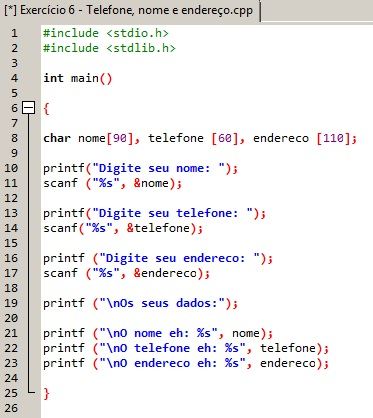 [*] Exercício 6 - Telefone, nome e endereço.cpp
1 #include <stdio.h>
2 #include <stdlib.h>
3
4 int main()
5
6 {
7
8 char nome[90], telefone [60], endereco [110];
9
10 printf("Digite seu nome: ");
11 scanf ("%s", &nome);
12
13 printf("Digite seu telefone: ");
14 scanf("%s", &telefone);
15
16 printf ("Digite seu endereco: ");
17 scanf ("%s", &endereco);
18
19 printf ("\nOs seus dados:");
20
21 printf ("\nO nome eh: %s", nome);
22 printf ("\nO telefone eh: %s", telefone);
23 printf ("\nO endereco eh: %s", endereco);
24
25 }
26